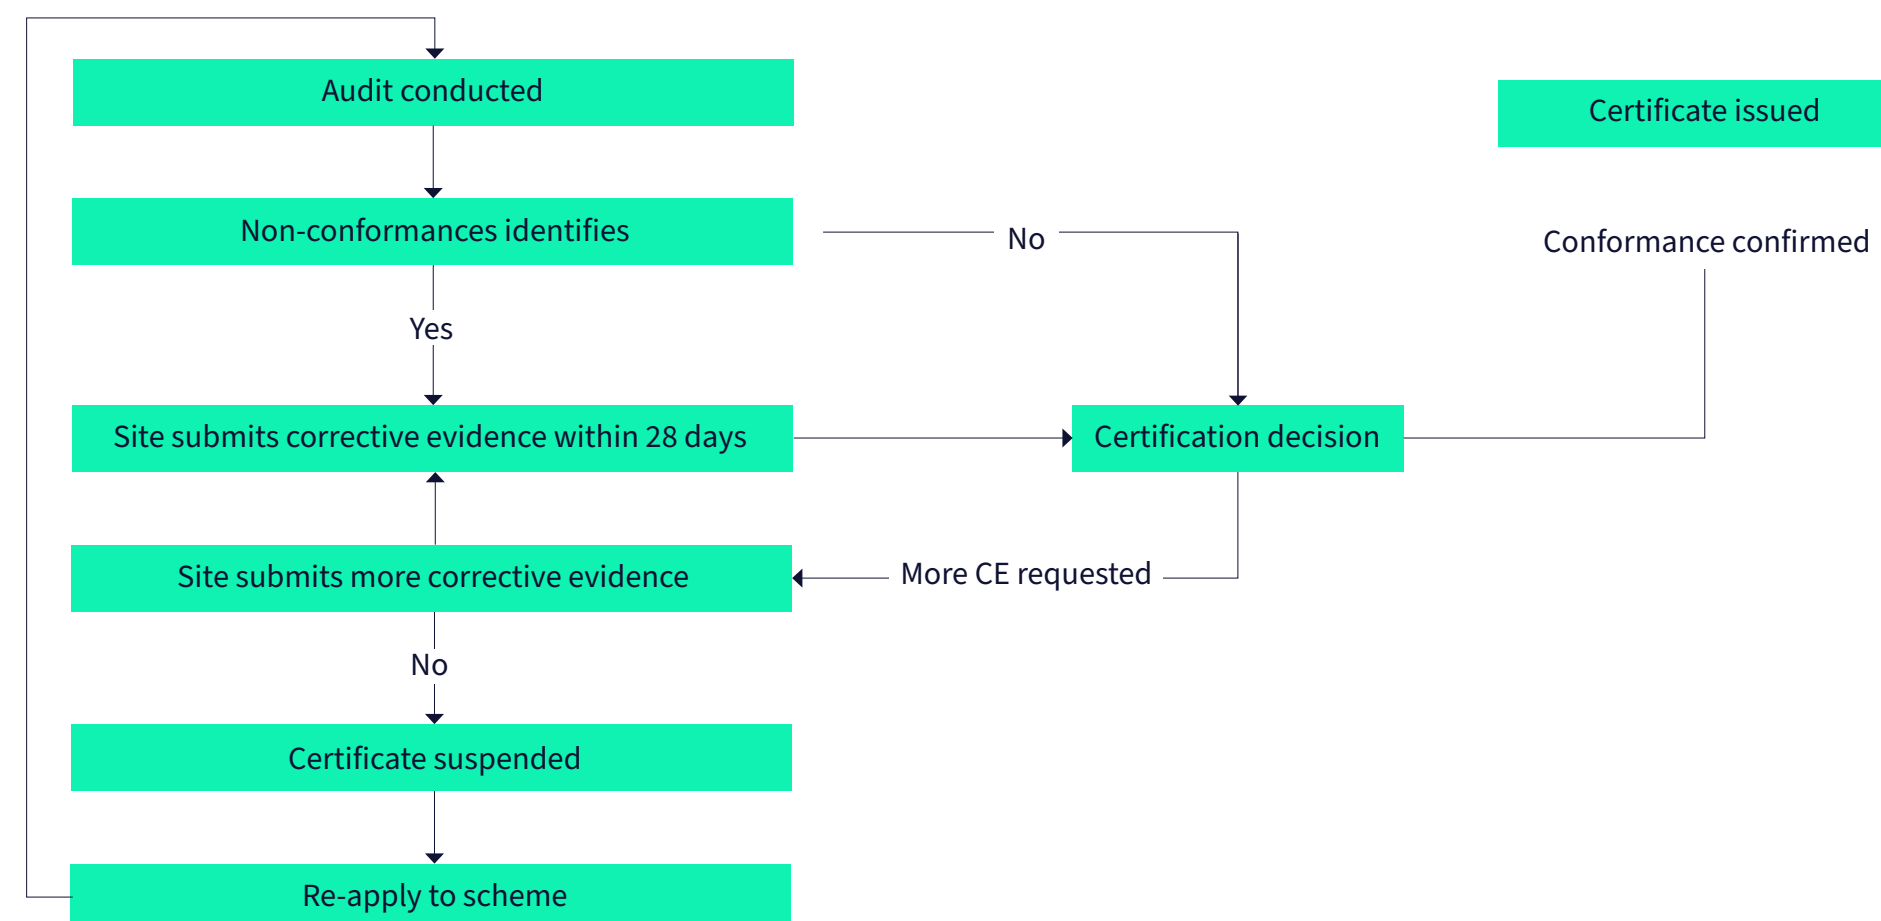 Audit conducted
Certificate issued
Non-conformances identifies
No
Conformance confirmed
Yes
Site submits corrective evidence within 28 days
Certification decision
Site submits more corrective evidence
More CE requested
No
Certificate suspended
Re-apply to scheme